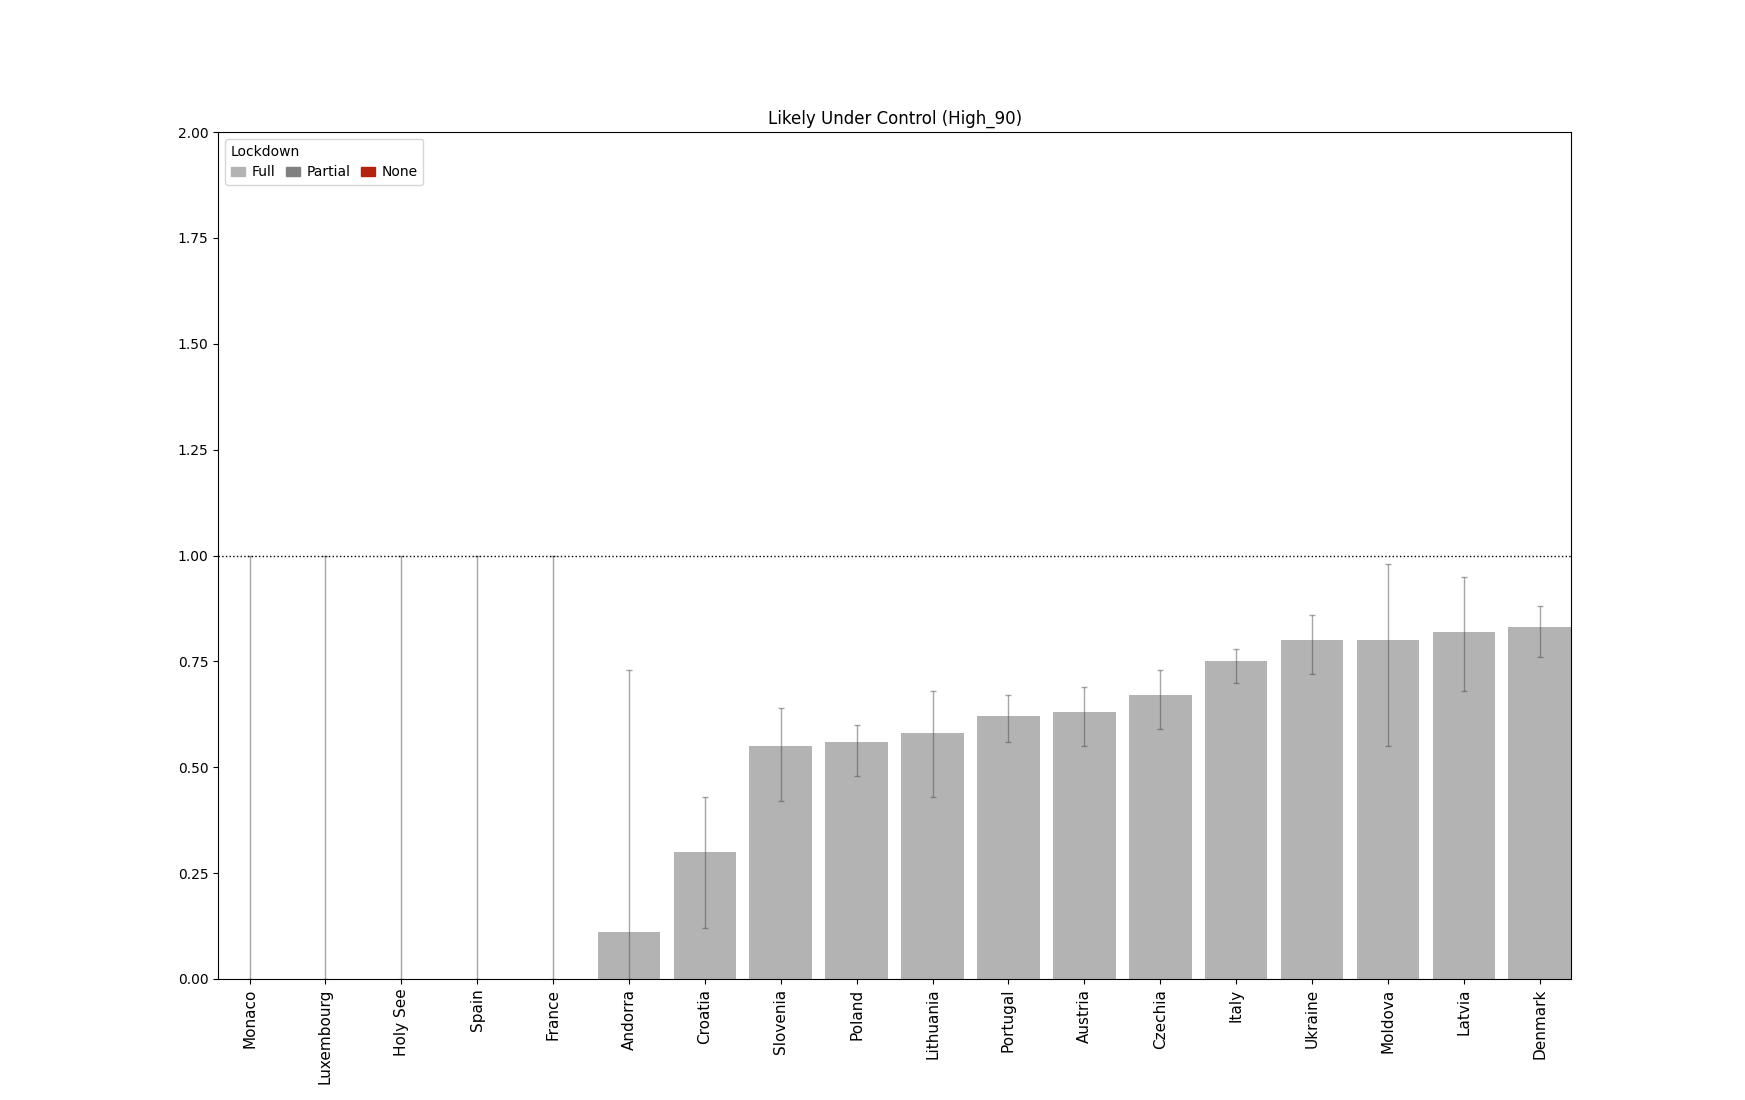 Likely Under Control (High_90)
2.00
Lockdown
Full Partial None
1.75
1.50
1.25
1.00
0.75
0.50
0.25
0.00
Monaco
Luxembourg
Holy See
Spain
France
Andorra
Croatia
Slovenia
Poland
Lithuania
Portugal
Austria
Czechia
Italy
Ukraine
Moldova
Latvia
Denmark